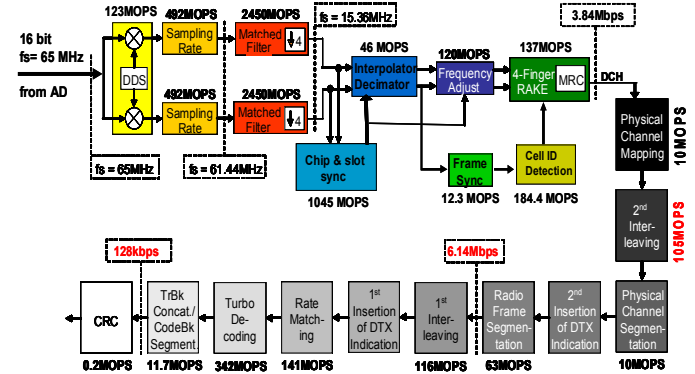 123MOPS
492MOPS
2450MOPS
fs = 15.36MHz
3.84Mbps
16 bit
fs= 65 MHz
from AD
DDS
Sampling
Rate
Matched
Filter
4
46 MOPS
Interpolator
Decimator
120MOPS
Frequency
Adjust
137MOPS
4-Finger
RAKE
MRC
DCH
492MOPS
2450MOPS
Sampling
Rate
Matched
Filter
4
Physical
Channel
Mapping
10MOPS
fs = 65MHz
fs = 61.44MHz
Chip & slot
sync
1045 MOPS
Frame
Sync
12.3 MOPS
Cell ID
Detection
184.4 MOPS
2nd
Inter-
leaving
105MOPS
128kbps
6.14Mbps
CRC
0.2MOPS
TrBk
Concat./
CodeBk
Segment.
11.7MOPS
Turbo
De-
coding
342MOPS
Rate
Match-
ing
141MOPS
1st
Insertion
of DTX
Indication
1st
Inter-
leaving
116MOPS
Radio
Frame
Segmen-
tation
63MOPS
2nd
Insertion
of DTX
Indication
Physical
Channel
Segmen-
tation
10MOPS